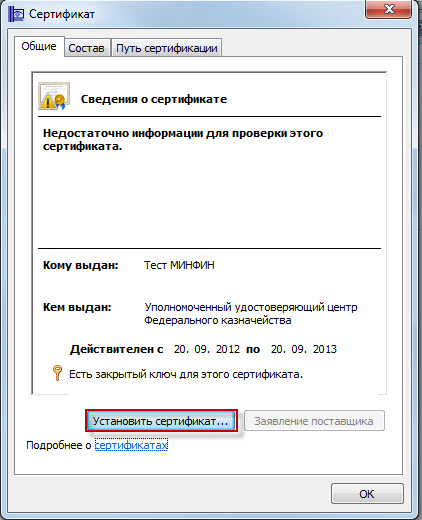 Сертификат
Общие Состав Путь сертификации
Сведения о сертификате
Недостаточно информации для проверки этого
сертификата.
Кому выдан: Тест МИНФИН
Кем выдан: Уполномоченный удостоверяющий центр
Федерального казначейства
Действителен с 20. 09. 2012 по 20. 09. 2013
Есть закрытый ключ для этого сертификата.
Установить сертификат... Заявление поставщика
Подробнее о сертификатах
ОК